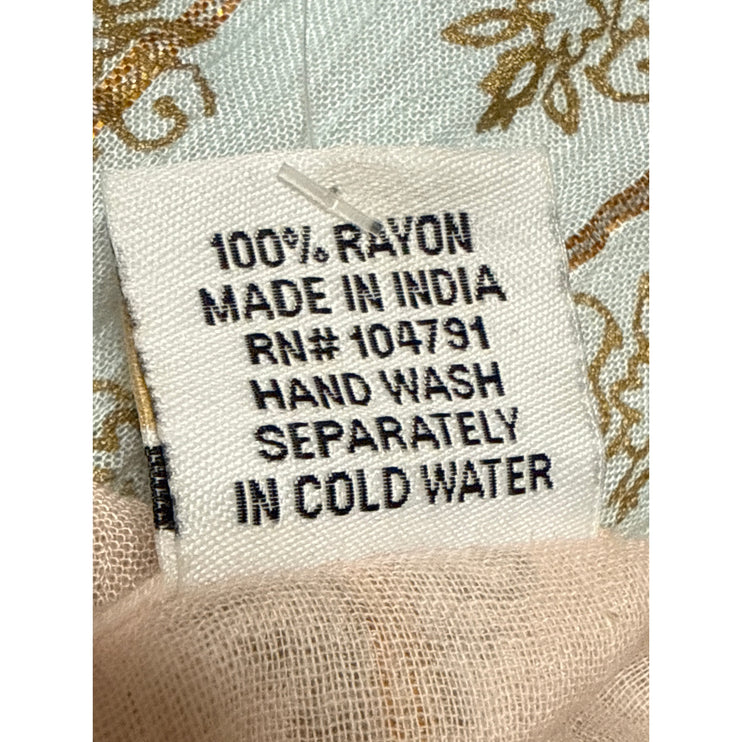 100% RAYON
MADE IN INDIA
RN# 104791
HAND WASH
SEPARATELY
IN COLD WATER